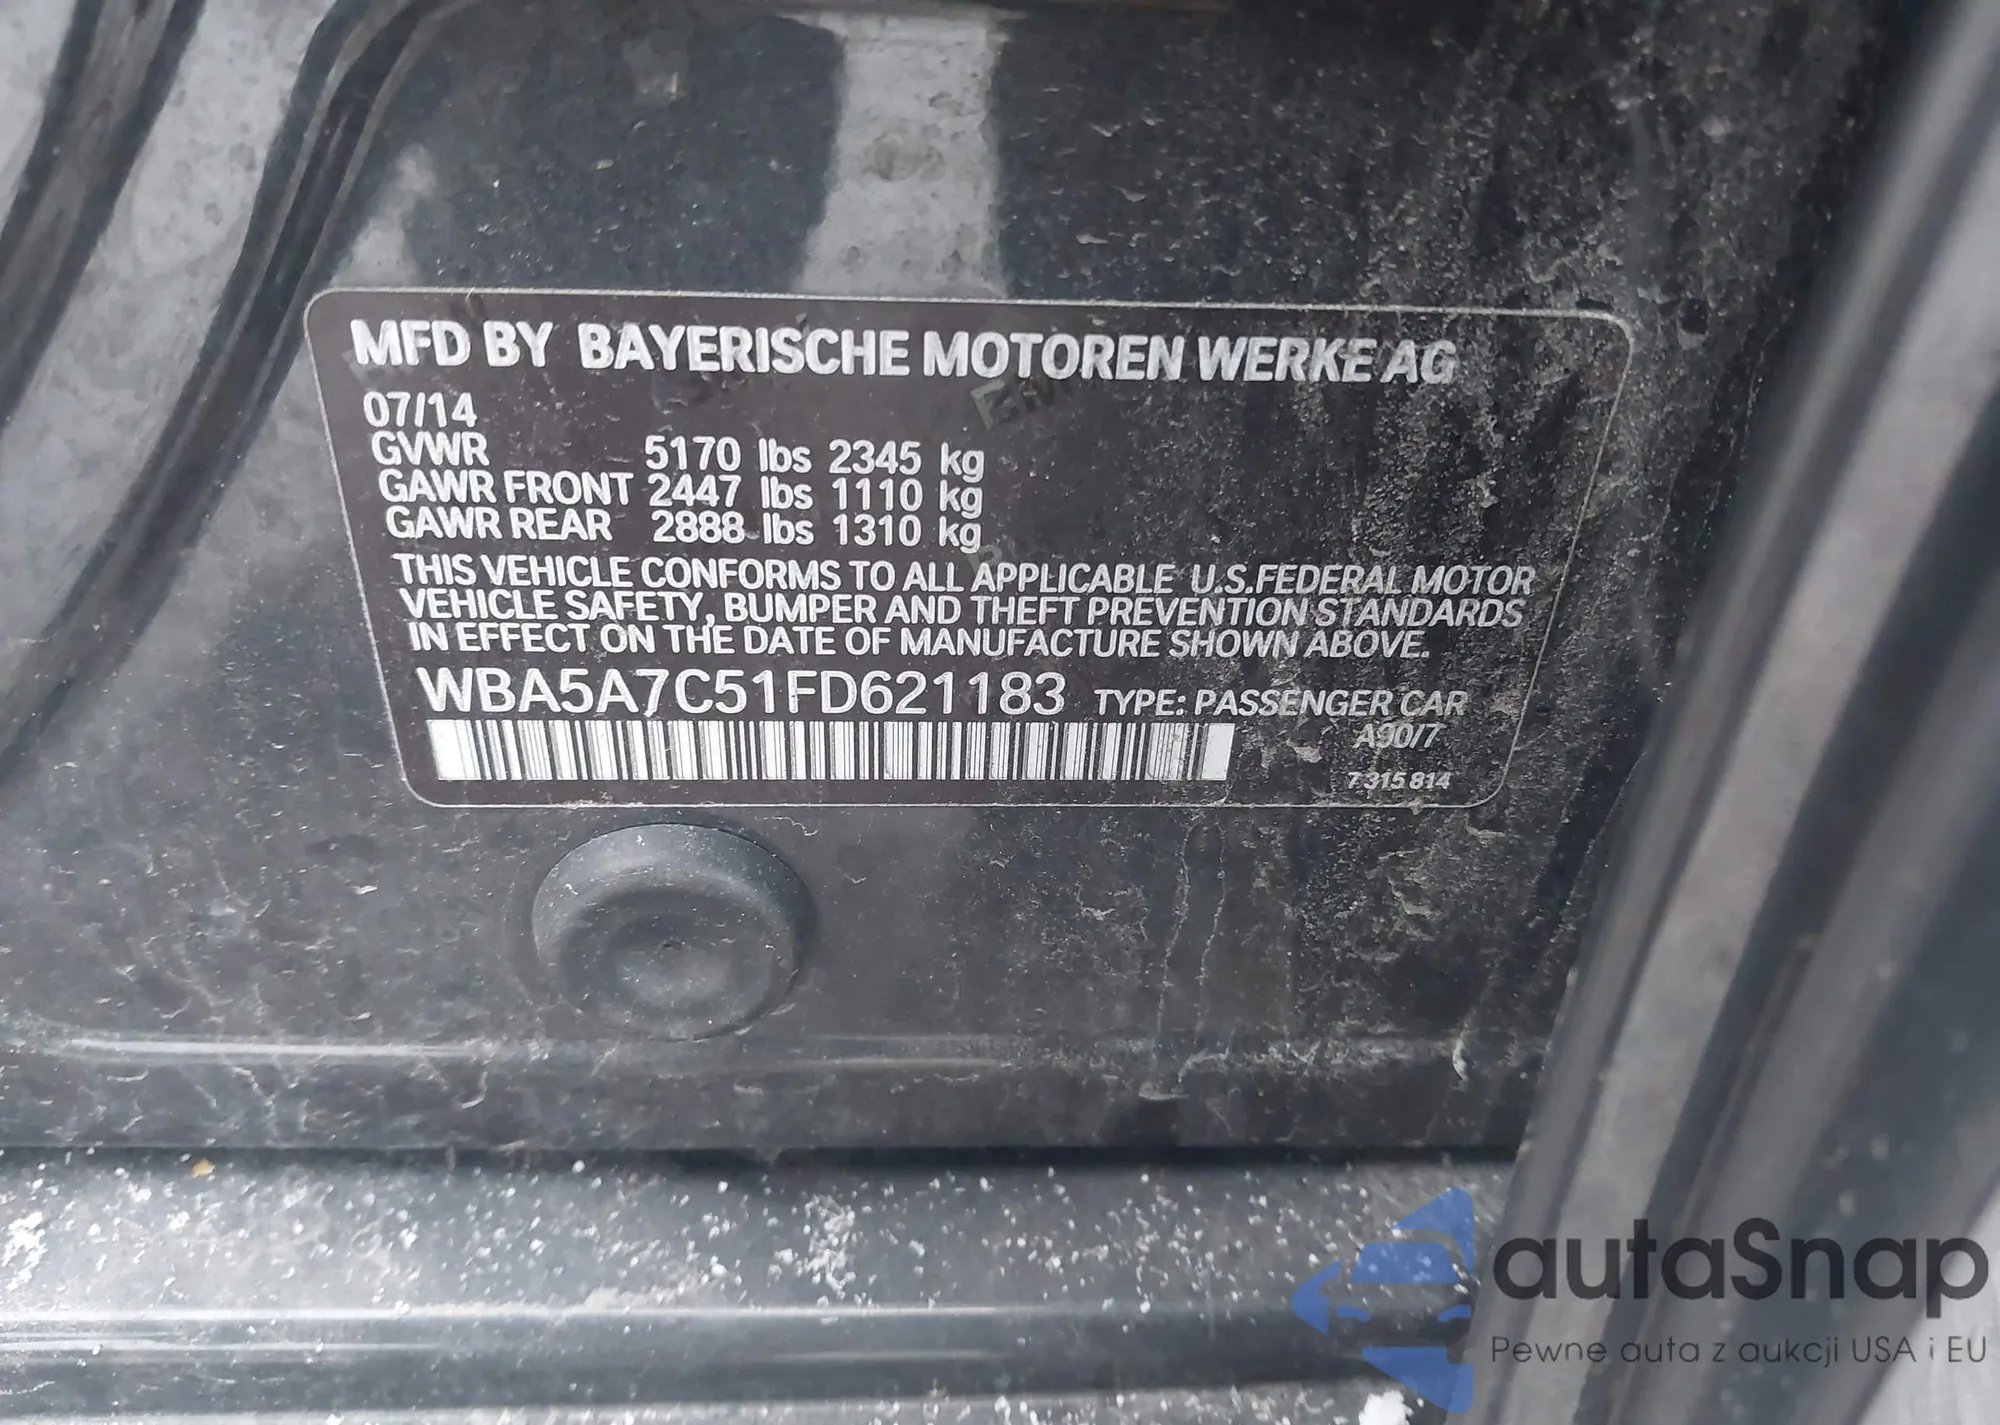 MFD BY BAYERISCHE MOTOREN WERKE AG
07/14
GVWR 5170 lbs 2345 kg
GAWR FRONT 2447 lbs 1110 kg
GAWR REAR 2888 lbs 1310 kg
THIS VEHICLE CONFORMS TO ALL APPLICABLE U.S.FEDERAL MOTOR
VEHICLE SAFETY, BUMPER AND THEFT PREVENTION STANDARDS
IN EFFECT ON THE DATE OF MANUFACTURE SHOWN ABOVE.
WBA5A7C51FD621183 TYPE: PASSENGER CAR
A90/7
7 315 814
autaSnap
Pewne auta z aukcji USA i EU